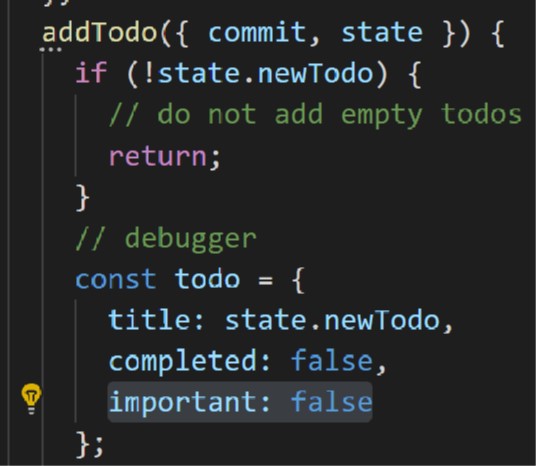 addTodo({ commit, state }) {
if (!state.newTodo) {
// do not add empty todos
return;
}
// debugger
const todo = {
title: state.newTodo,
completed: false,
important: false
};